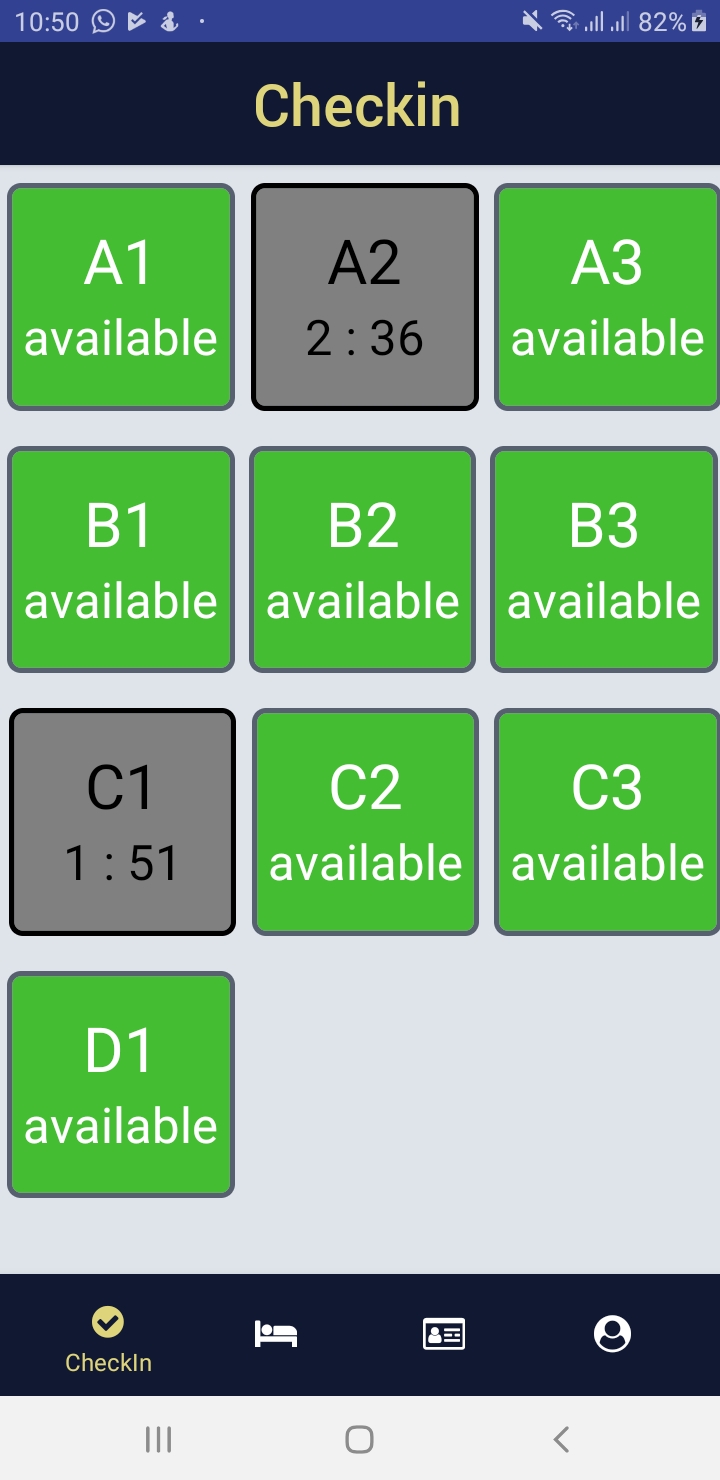 10:50 82%
Checkin
A1 A2 A3
available 2 : 36 available
B1 B2 B3
available available available
C1 C2 C3
1 : 51 available available
D1
available
CheckIn